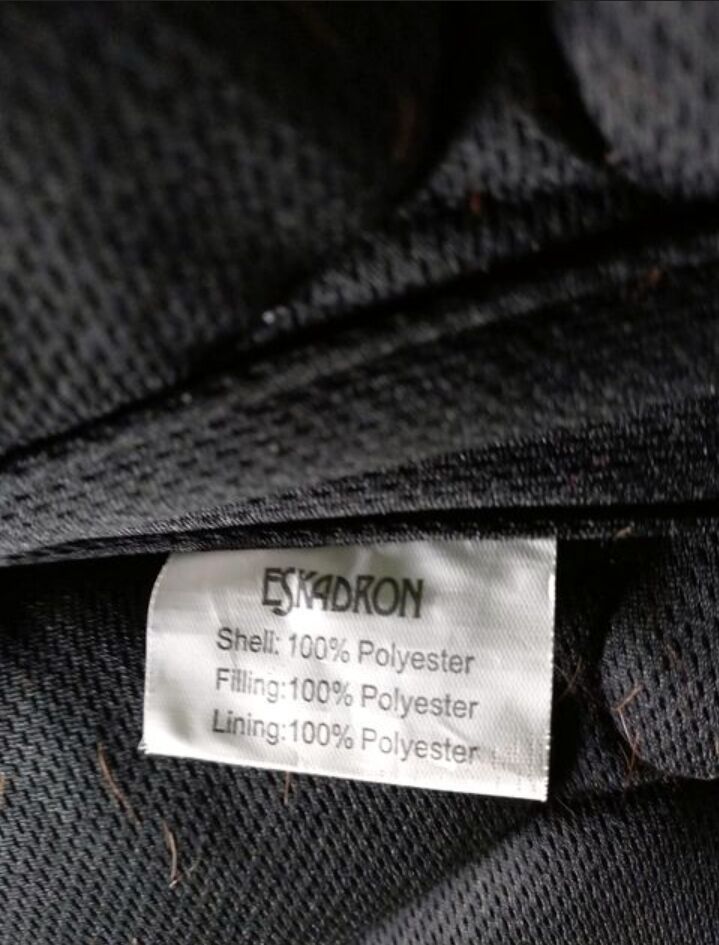 ESKADRON
Shell: 100% Polyester
Filling:100% Polyester
Lining:100% Polyester